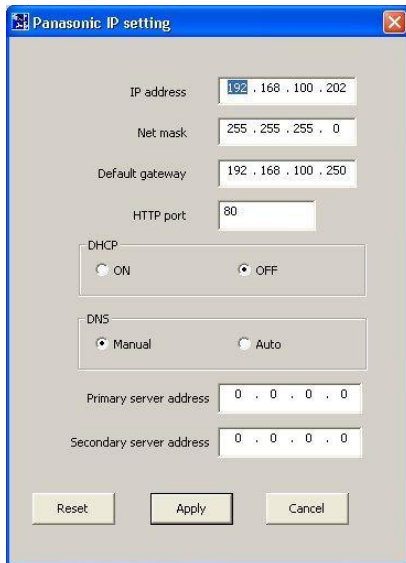 Panasonic IP setting
IP address 192 . 168 . 100 . 202
Net mask 255 . 255 . 255 . 0
Default gateway 192 . 168 . 100 . 250
HTTP port 80
DHCP
ON OFF
DNS
Manual Auto
Primary server address 0 . 0 . 0 . 0
Secondary server address 0 . 0 . 0 . 0
Reset Apply Cancel